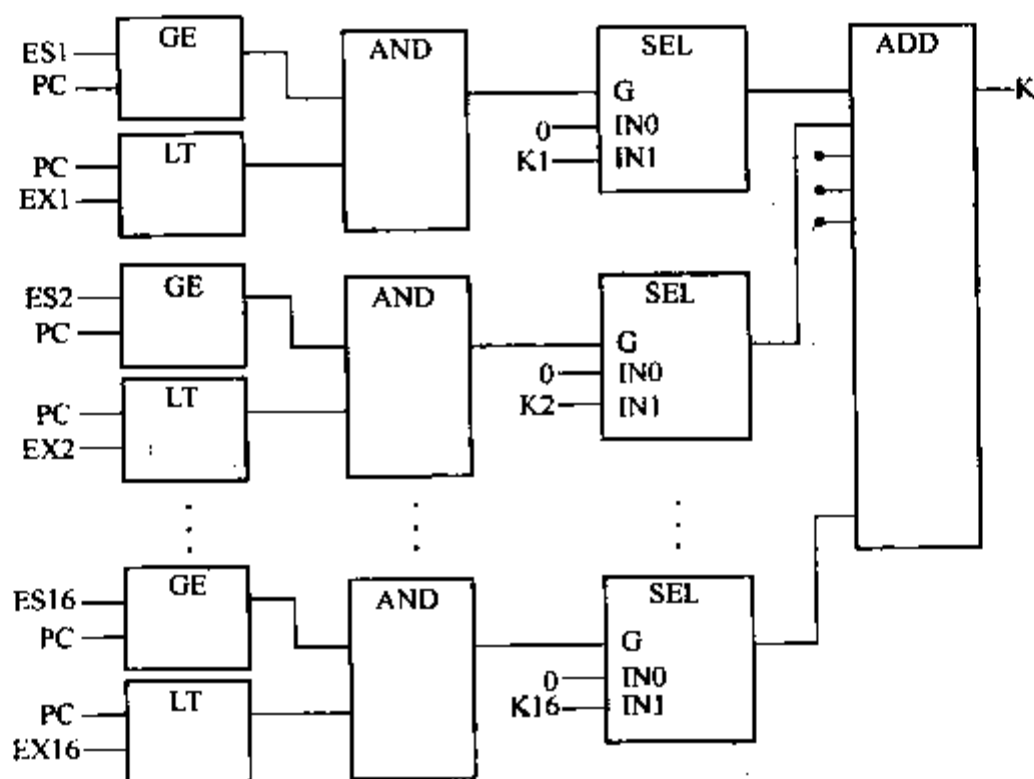 GE
AND
SEL
ADD
ES1
PC
K
G
0
IN0
K1
IN1
LT
PC
EX1
GE
AND
SEL
ES2
PC
G
0
IN0
K2
IN1
LT
PC
EX2
GE
AND
SEL
ES16
PC
G
0
IN0
K16
IN1
LT
PC
EX16